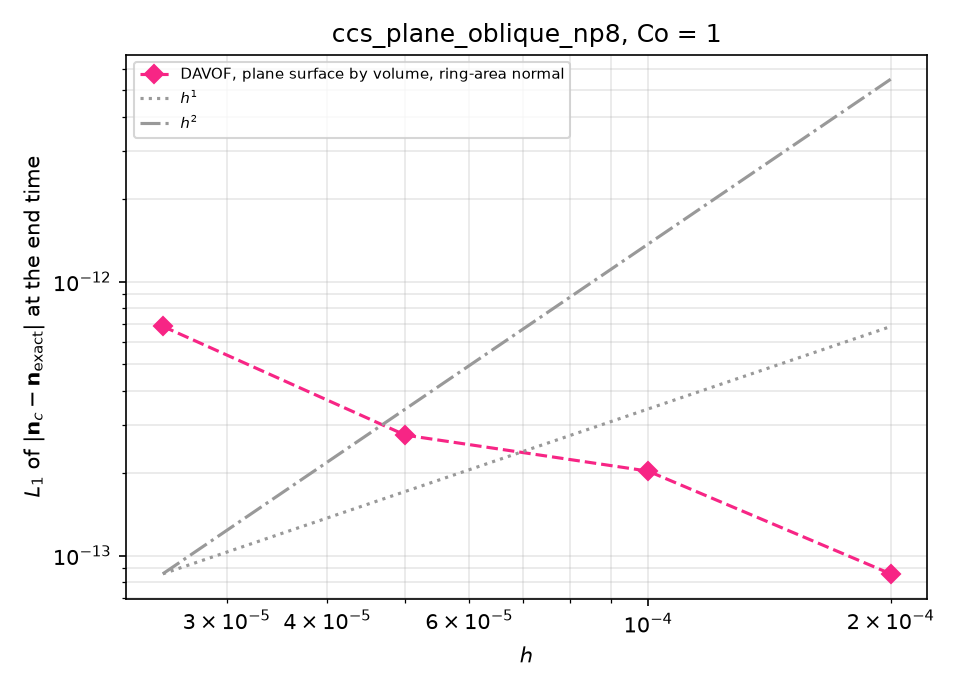 ccs_plane_oblique_np8, Co = 1
DAVOF, plane surface by volume, ring-area normal
h¹
h²
L₁ of |n_c − n_exact| at the end time
10⁻¹²
10⁻¹³
3 × 10⁻⁵
4 × 10⁻⁵
6 × 10⁻⁵
10⁻⁴
2 × 10⁻⁴
h